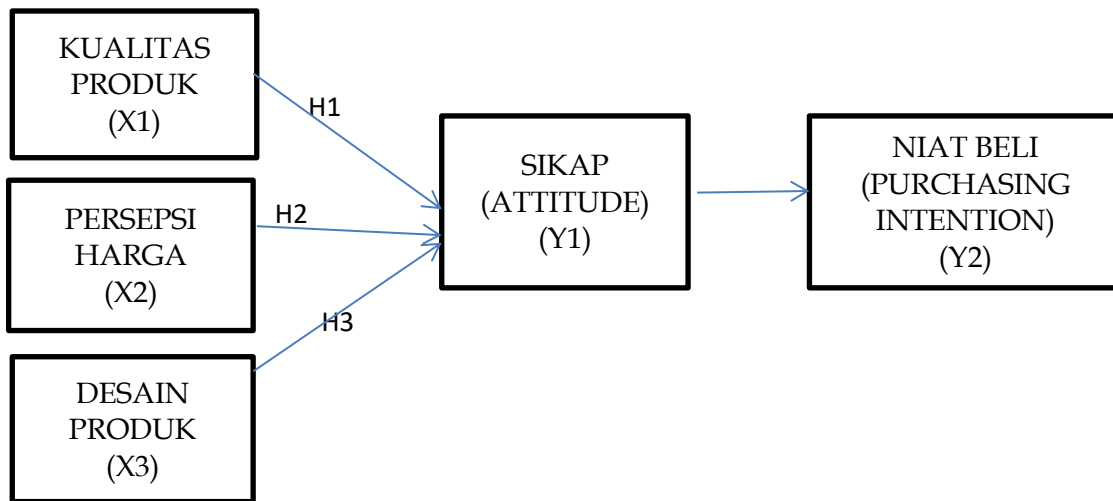 KUALITAS
PRODUK
(X1)
H1
PERSEPSI
HARGA
(X2)
H2
DESAIN
PRODUK
(X3)
H3
SIKAP
(ATTITUDE)
(Y1)
NIAT BELI
(PURCHASING
INTENTION)
(Y2)